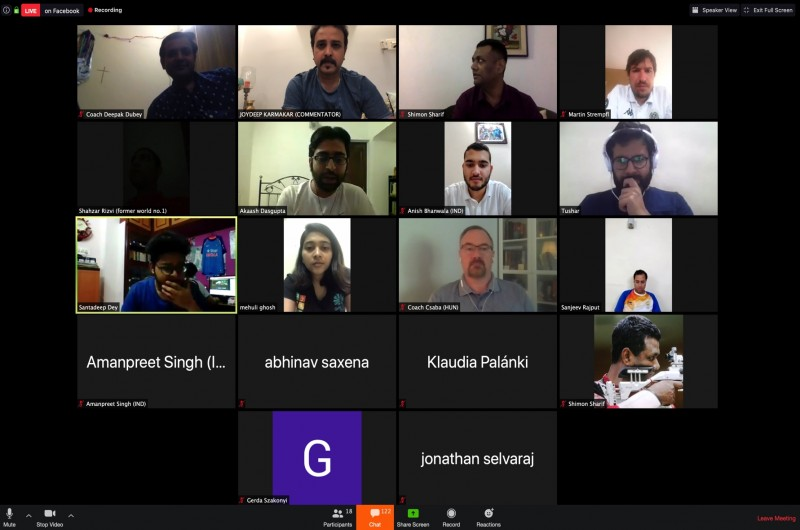 LIVE on Facebook Recording
Speaker View Exit Full Screen
Coach Deepak Dubey
JOYDEEP KARMAKAR (COMMENTATOR)
Shimon Sharif
Martin Strempfl
Shahzar Rizvi (former world no.1)
Akaash Dasgupta
Anish Bhanwala (IND)
Tushar
Santadeep Dey
mehuli ghosh
Coach Csaba (HUN)
Sanjeev Rajput
Amanpreet Singh (I...
Amanpreet Singh (IND)
abhinav saxena
Klaudia Palánki
Shimon Sharif
G
Gerda Szakonyi
jonathan selvaraj
Mute
Stop Video
Participants 18
Chat 122
Share Screen
Record
Reactions
Leave Meeting